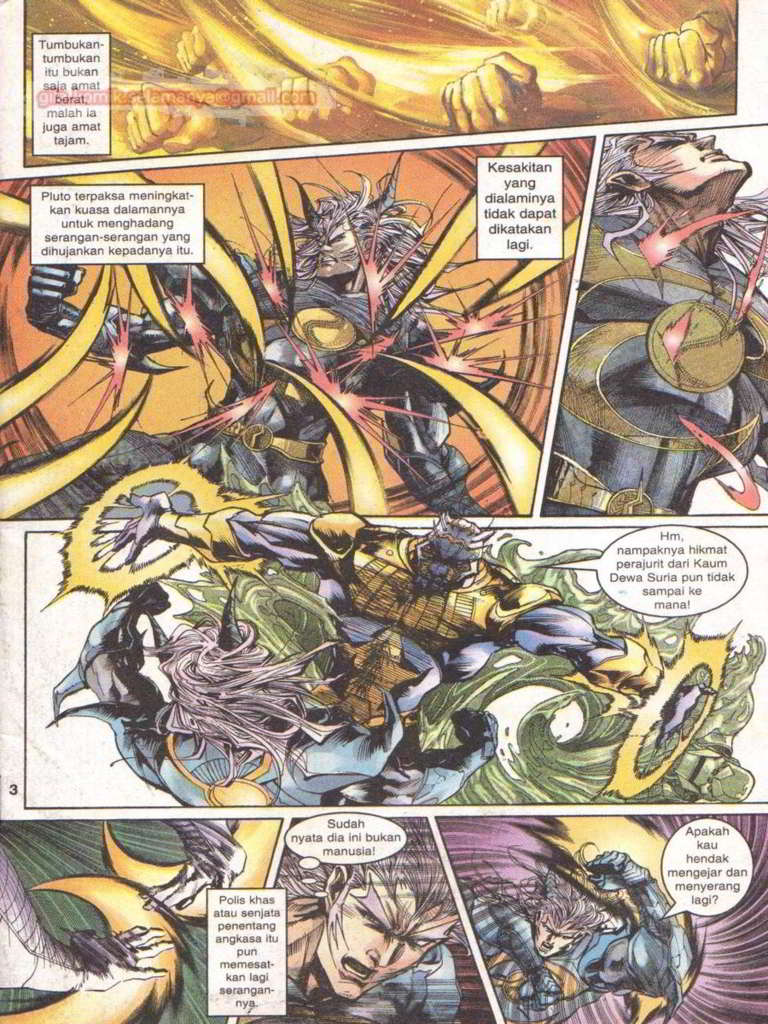 Tumbukan-
tumbukan
itu bukan
saja amat
berat,
malah ia
juga amat
tajam.
Pluto terpaksa meningkat-
kan kuasa dalamannya
untuk menghadang
serangan-serangan yang
dihujankan kepadanya itu.
Kesakitan
yang
dialaminya
tidak dapat
dikatakan
lagi.
Hm,
nampaknya hikmat
perajurit dari Kaum
Dewa Suria pun tidak
sampai ke
mana!
3
Polis khas
atau senjata
penentang
angkasa itu
pun
memesat-
kan lagi
serangan-
nya.
Sudah
nyata dia ini bukan
manusia!
Apakah
kau
hendak
mengejar dan
menyerang
lagi?